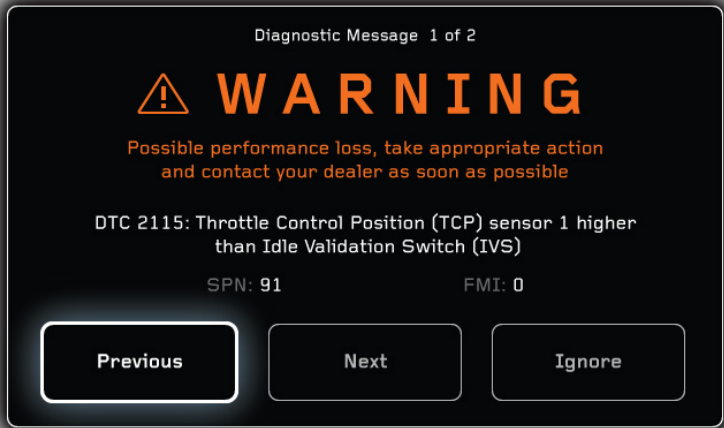 Diagnostic Message 1 of 2
WARNING
Possible performance loss, take appropriate action
and contact your dealer as soon as possible
DTC 2115: Throttle Control Position (TCP) sensor 1 higher
than Idle Validation Switch (IVS)
SPN: 91 FMI: 0
Previous Next Ignore